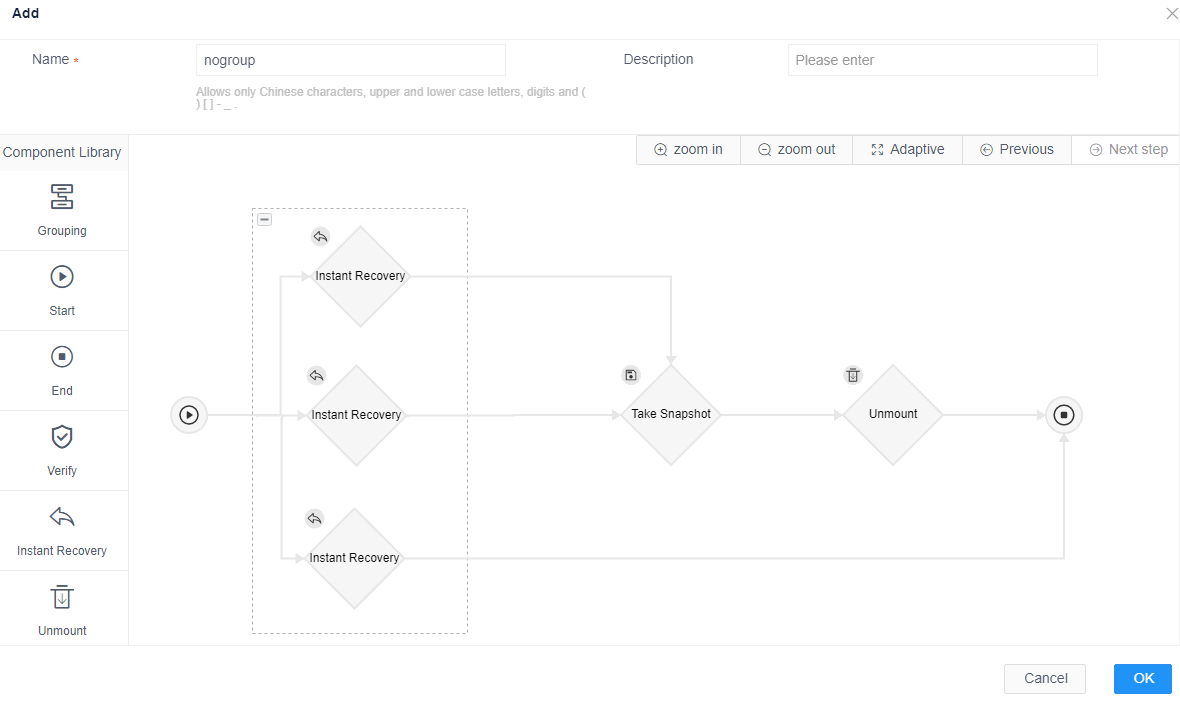 Add
Name *
nogroup
Description
Please enter
Allows only Chinese characters, upper and lower case letters, digits and (
) [ ] - _ .
Component Library
zoom in
zoom out
Adaptive
Previous
Next step
Grouping
Start
End
Verify
Instant Recovery
Unmount
Instant Recovery
Instant Recovery
Take Snapshot
Unmount
Instant Recovery
Cancel
OK